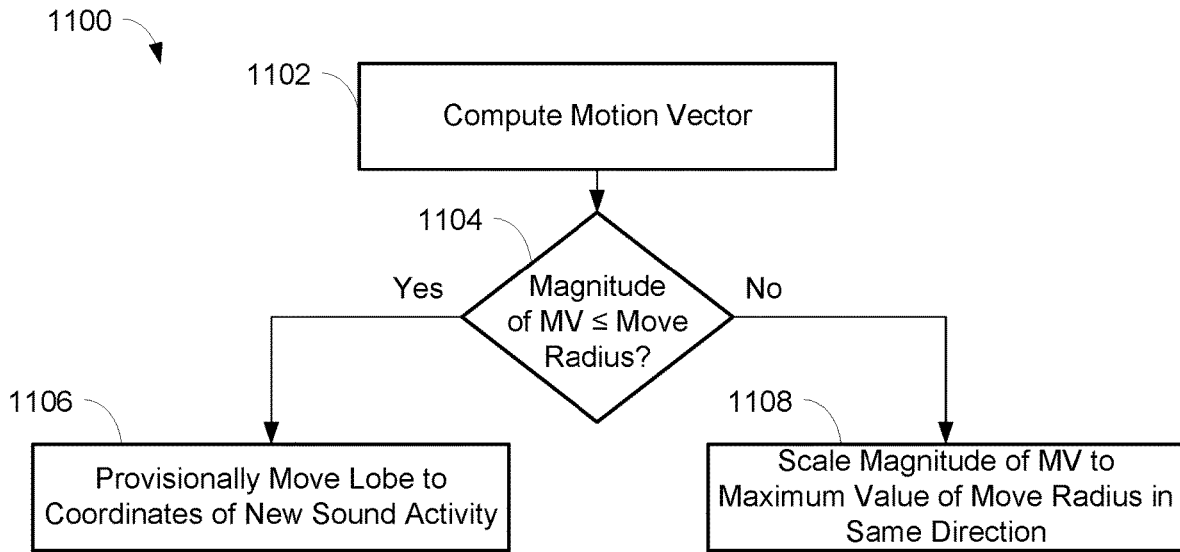 1100
1102
Compute Motion Vector
1104
Yes
Magnitude
of MV ≤ Move
Radius?
No
1106
Provisionally Move Lobe to
Coordinates of New Sound Activity
1108
Scale Magnitude of MV to
Maximum Value of Move Radius in
Same Direction